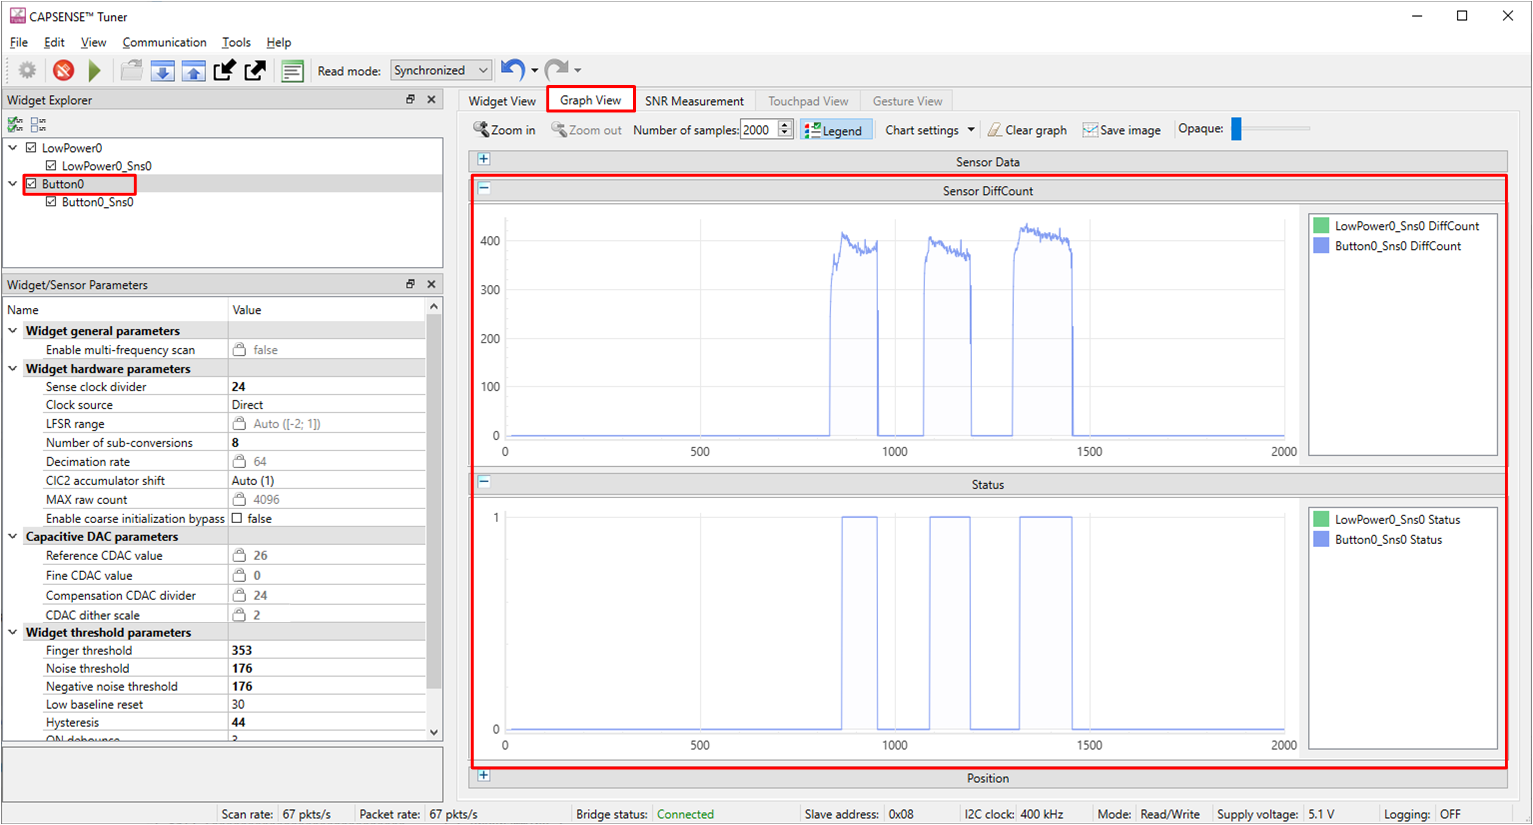 CAPSENSE™ Tuner
File Edit View Communication Tools Help
Read mode: Synchronized
Widget Explorer
LowPower0
LowPower0_Sns0
Button0
Button0_Sns0
Widget/Sensor Parameters
Name Value
Widget general parameters
Enable multi-frequency scan false
Widget hardware parameters
Sense clock divider 24
Clock source Direct
LFSR range Auto ([-2; 1])
Number of sub-conversions 8
Decimation rate 64
CIC2 accumulator shift Auto (1)
MAX raw count 4096
Enable coarse initialization bypass false
Capacitive DAC parameters
Reference CDAC value 26
Fine CDAC value 0
Compensation CDAC divider 24
CDAC dither scale 2
Widget threshold parameters
Finger threshold 353
Noise threshold 176
Negative noise threshold 176
Low baseline reset 30
Hysteresis 44
ON debounce 3
Widget View Graph View SNR Measurement Touchpad View Gesture View
Zoom in Zoom out Number of samples: 2000 Legend Chart settings Clear graph Save image Opaque:
Sensor Data
Sensor DiffCount
400
300
200
100
0
0 500 1000 1500 2000
LowPower0_Sns0 DiffCount
Button0_Sns0 DiffCount
Status
1
0
0 500 1000 1500 2000
LowPower0_Sns0 Status
Button0_Sns0 Status
Position
Scan rate: 67 pkts/s Packet rate: 67 pkts/s Bridge status: Connected Slave address: 0x08 I2C clock: 400 kHz Mode: Read/Write Supply voltage: 5.1 V Logging: OFF